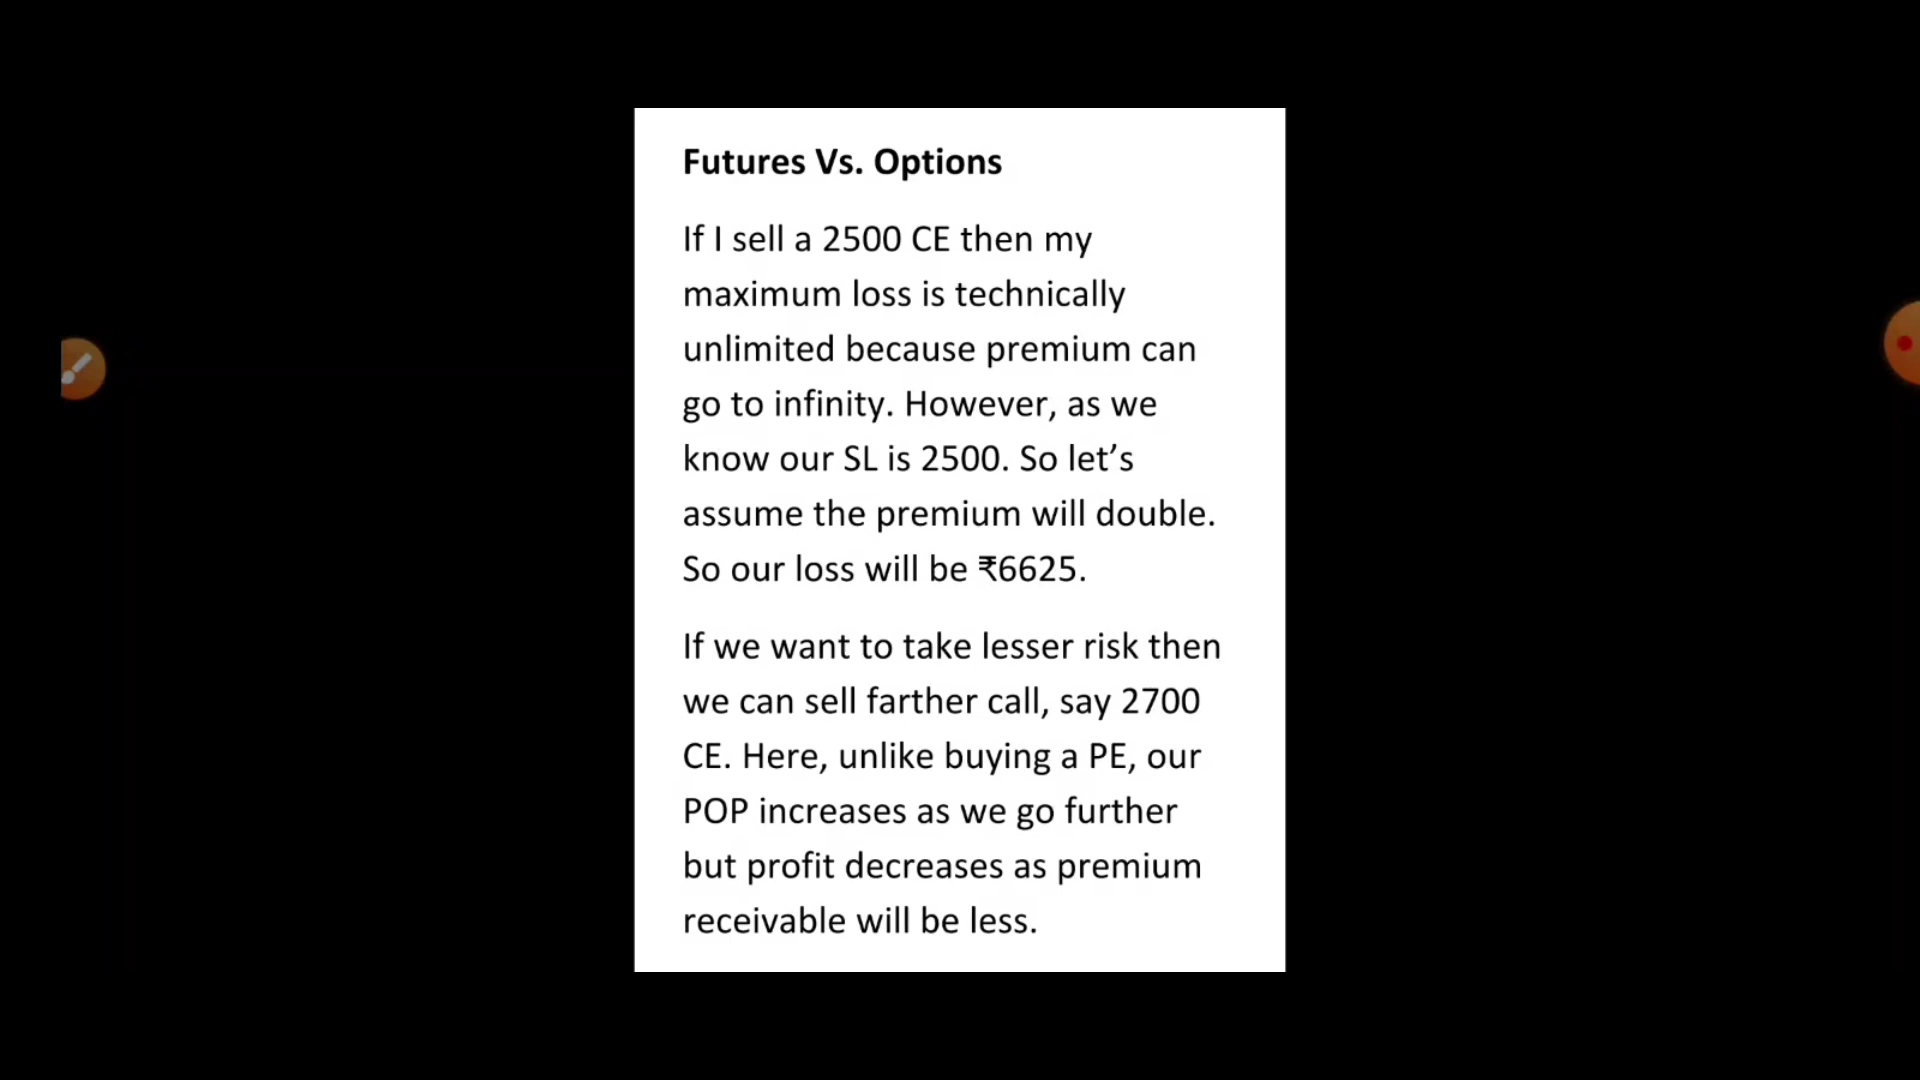 Futures Vs. Options
If I sell a 2500 CE then my
maximum loss is technically
unlimited because premium can
go to infinity. However, as we
know our SL is 2500. So let’s
assume the premium will double.
So our loss will be ₹6625.
If we want to take lesser risk then
we can sell farther call, say 2700
CE. Here, unlike buying a PE, our
POP increases as we go further
but profit decreases as premium
receivable will be less.